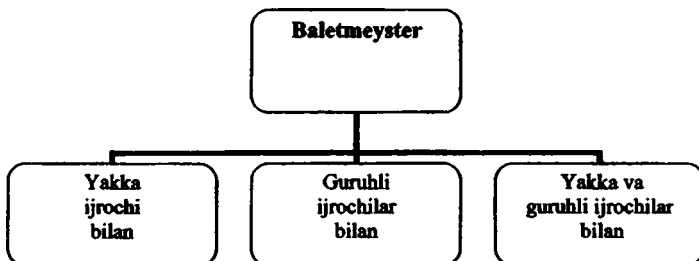 Baletmeyster
Yakka
ijrochi
bilan
Guruhli
ijrochilar
bilan
Yakka va
guruhli ijrochilar
bilan